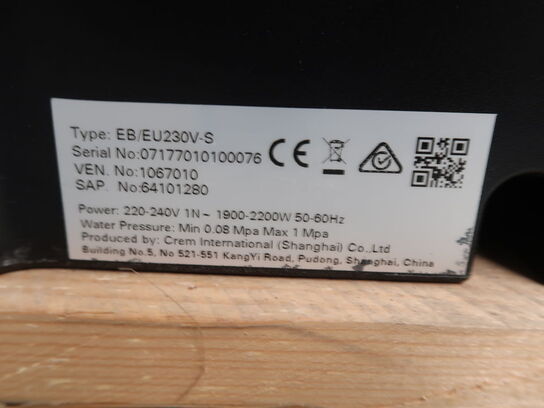 Type: EB/EU230V-S
Serial No:07177010100076
VEN. No:1067010
SAP. No:64101280
Power: 220-240V 1N~ 1900-2200W 50-60Hz
Water Pressure: Min 0.08 Mpa Max 1 Mpa
Produced by: Crem International (Shanghai) Co.,Ltd
Building No.5, No 521-551 KangYi Road, Pudong, Shanghai, China